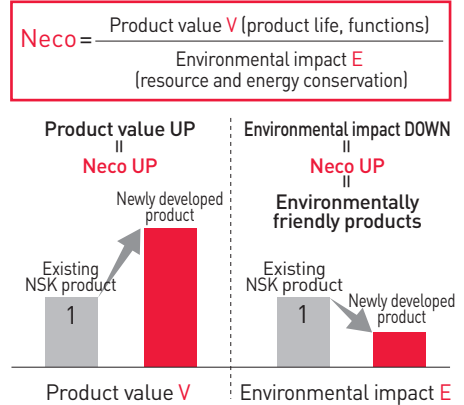 Neco = Product value V (product life, functions)
Environmental impact E
(resource and energy conservation)
Product value UP
=
Neco UP
Newly developed
product
Existing
NSK product
1
Product value V
Environmental impact DOWN
=
Neco UP
=
Environmentally
friendly products
Existing
NSK product
1
Newly developed
product
Environmental impact E